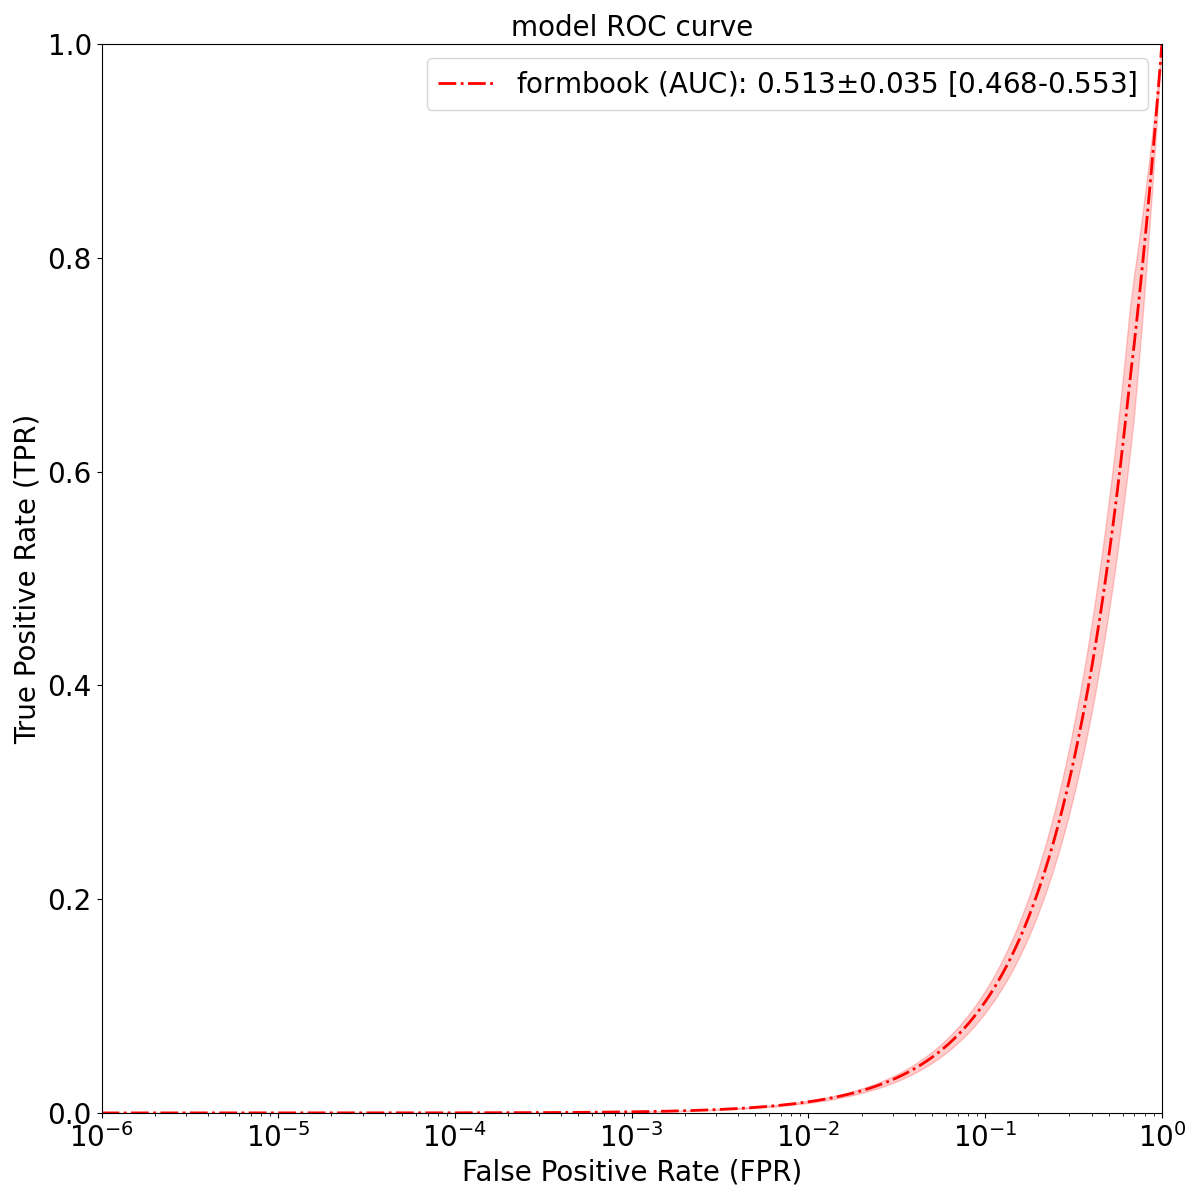 model ROC curve
formbook (AUC): 0.513±0.035 [0.468-0.553]
True Positive Rate (TPR)
1.0
0.8
0.6
0.4
0.2
0.0
10⁻⁶ 10⁻⁵ 10⁻⁴ 10⁻³ 10⁻² 10⁻¹ 10⁰
False Positive Rate (FPR)